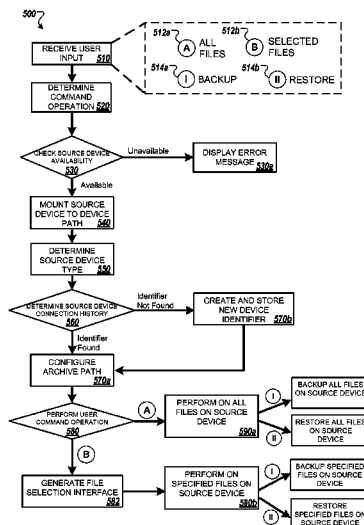 500
512a
512b
A
ALL
FILES
B
SELECTED
FILES
514a
514b
I
BACKUP
II
RESTORE
RECEIVE USER
INPUT 510
DETERMINE
COMMAND
OPERATION
520
CHECK SOURCE DEVICE
AVAILABILITY
530
Unavailable
DISPLAY ERROR
MESSAGE
530a
Available
MOUNT SOURCE
DEVICE TO DEVICE
PATH 540
DETERMINE
SOURCE DEVICE
TYPE 550
DETERMINE SOURCE DEVICE
CONNECTION HISTORY
560
Identifier
Not Found
CREATE AND STORE
NEW DEVICE
IDENTIFIER 570b
Identifier
Found
CONFIGURE
ARCHIVE PATH
570a
PERFORM USER
COMMAND OPERATION
580
A
PERFORM ON ALL
FILES ON SOURCE
DEVICE
590a
I
BACKUP ALL FILES
ON SOURCE DEVICE
II
RESTORE ALL FILES
ON SOURCE
DEVICE
B
GENERATE FILE
SELECTION INTERFACE
582
PERFORM ON
SPECIFIED FILES ON
SOURCE DEVICE
590b
I
BACKUP SPECIFIED
FILES ON SOURCE
DEVICE
II
RESTORE
SPECIFIED FILES ON
SOURCE DEVICE